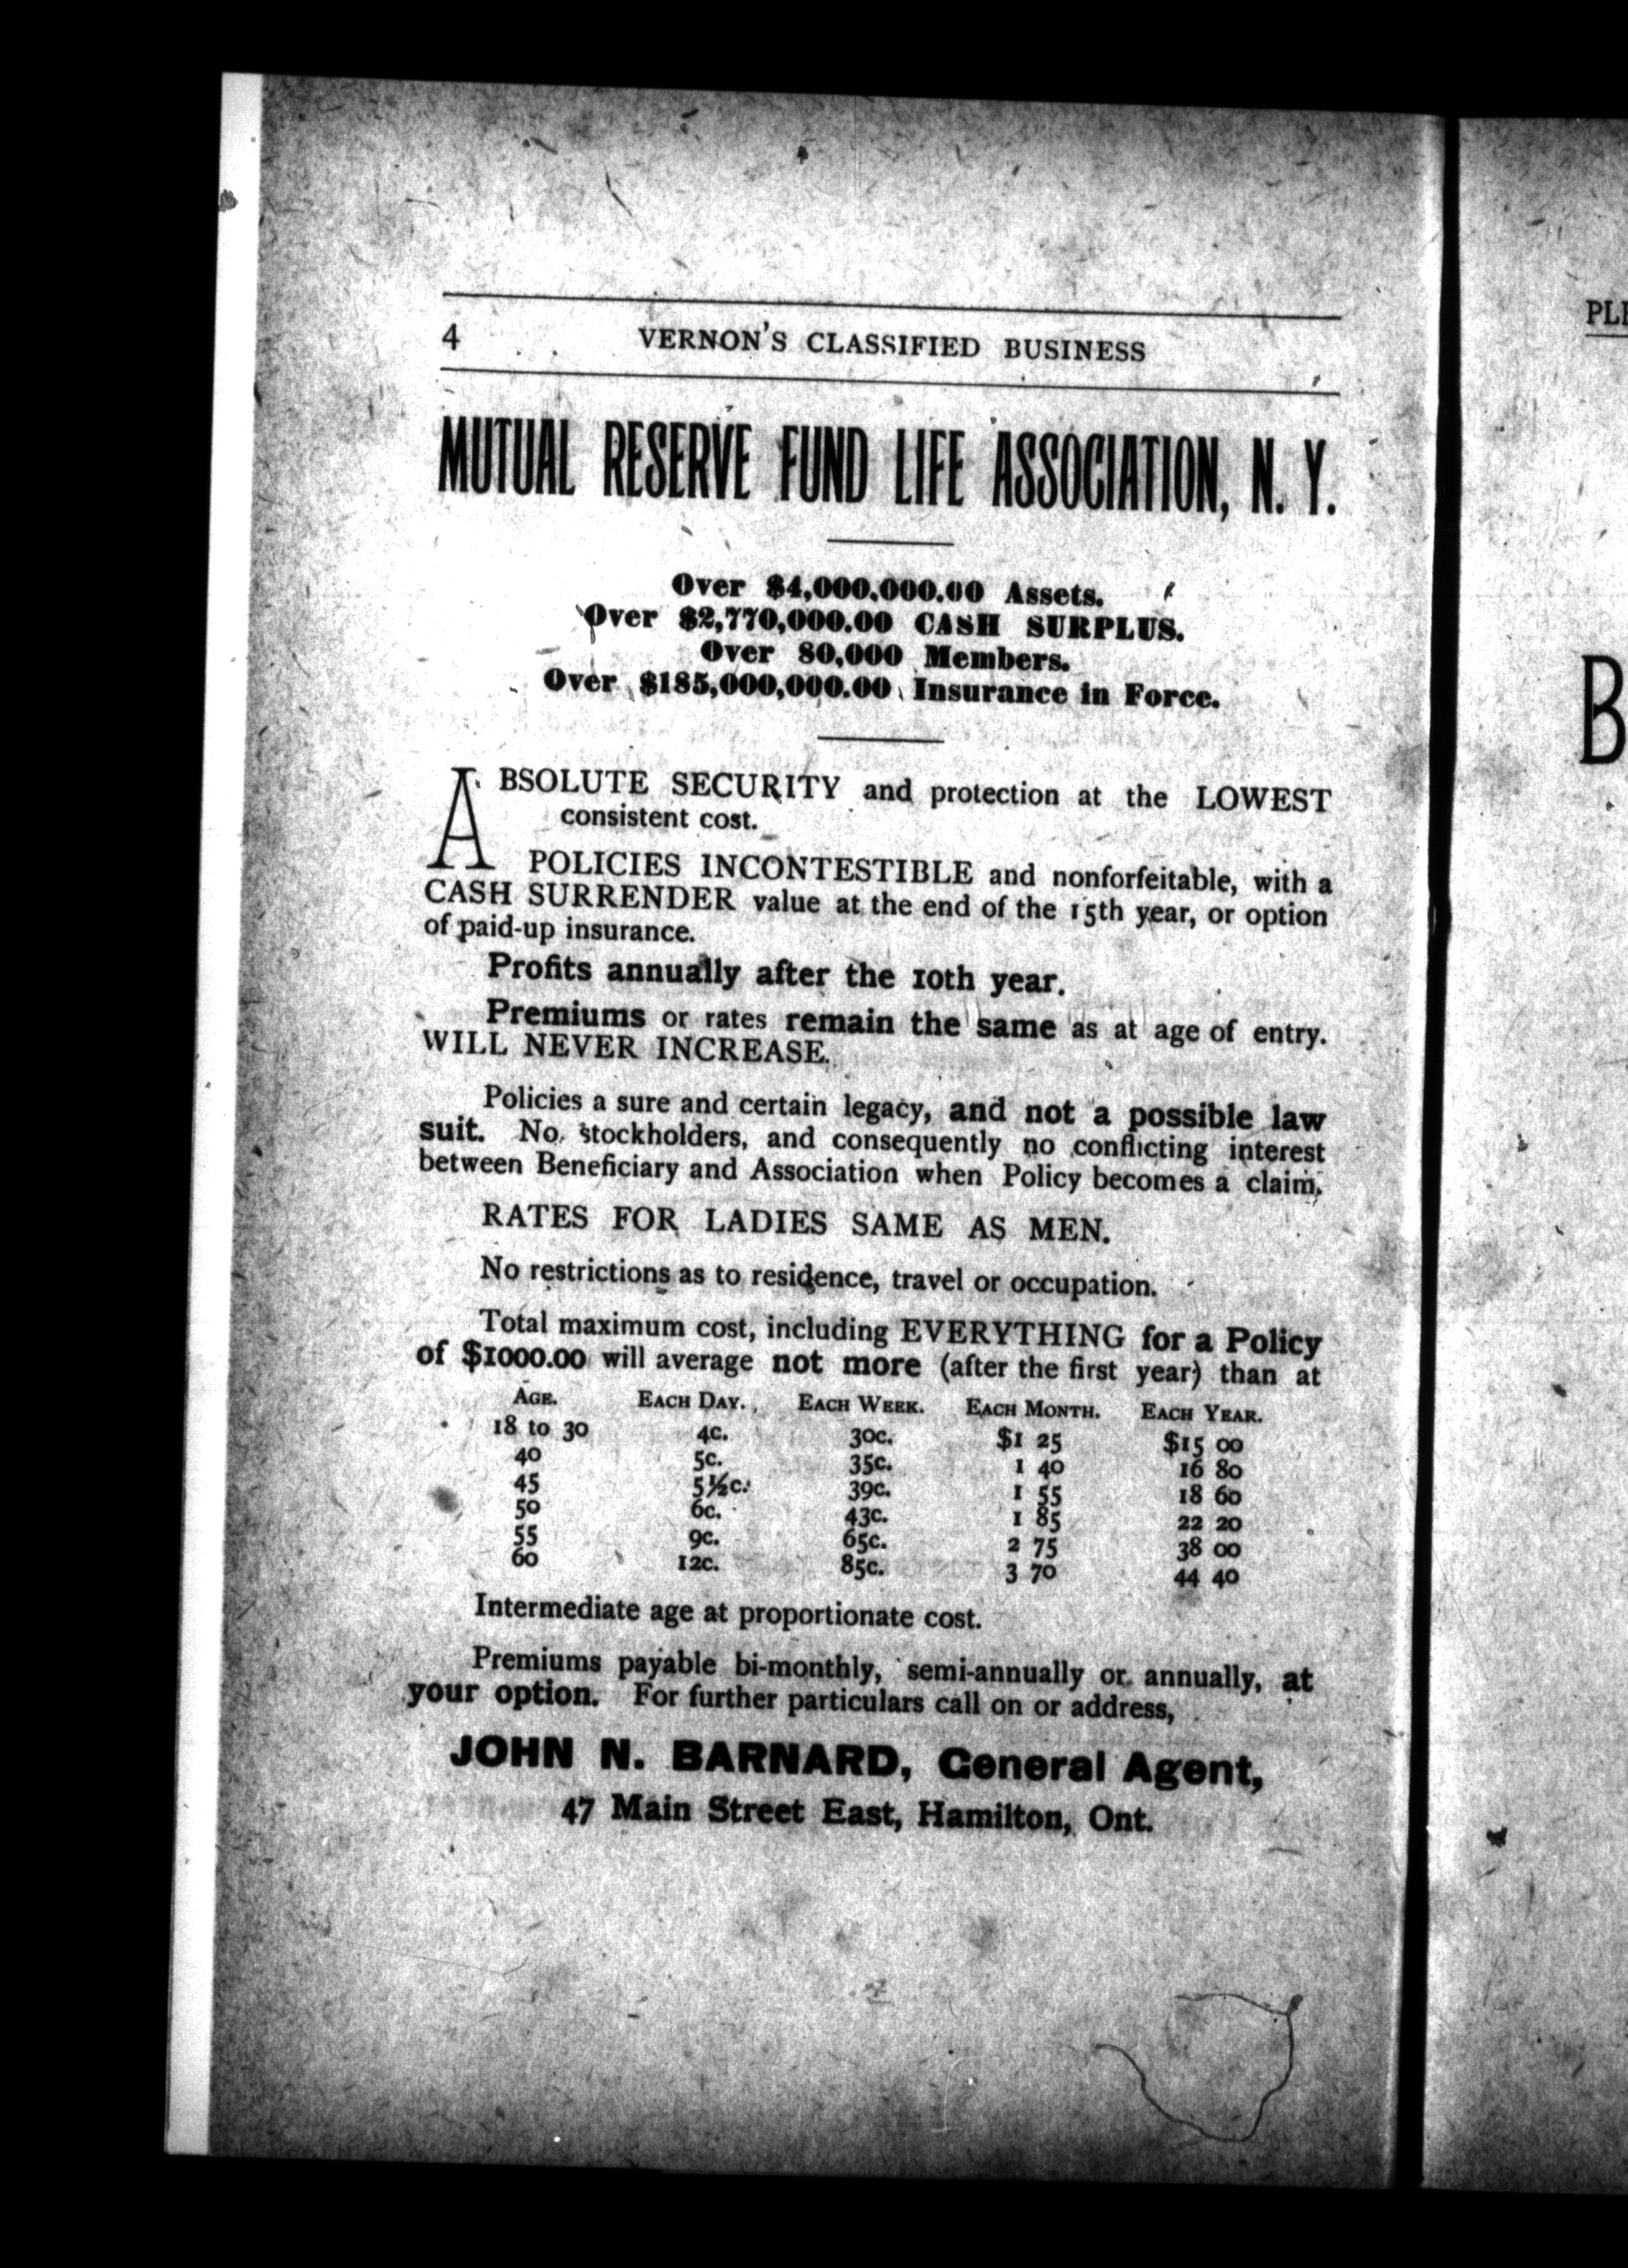 4 VERNON'S CLASSIFIED BUSINESS
MUTUAL RESERVE FUND LIFE ASSOCIATION, N. Y.
Over $4,000,000.00 Assets.
Over $2,770,000.00 CASH SURPLUS.
Over 80,000 Members.
Over $185,000,000.00 Insurance in Force.
ABSOLUTE SECURITY and protection at the LOWEST
consistent cost.
POLICIES INCONTESTIBLE and nonforfeitable, with a
CASH SURRENDER value at the end of the 15th year, or option
of paid-up insurance.
Profits annually after the 10th year.
Premiums or rates remain the same as at age of entry.
WILL NEVER INCREASE.
Policies a sure and certain legacy, and not a possible law
suit. No stockholders, and consequently no conflicting interest
between Beneficiary and Association when Policy becomes a claim.
RATES FOR LADIES SAME AS MEN.
No restrictions as to residence, travel or occupation.
Total maximum cost, including EVERYTHING for a Policy
of $1000.00 will average not more (after the first year) than at
AGE. EACH DAY. EACH WEEK. EACH MONTH. EACH YEAR.
18 to 30 4c. 30c. $1 25 $15 00
40 5c. 35c. 1 40 16 80
45 5½c. 39c. 1 55 18 60
50 6c. 43c. 1 85 22 20
55 9c. 65c. 2 75 38 00
60 12c. 85c. 3 70 44 40
Intermediate age at proportionate cost.
Premiums payable bi-monthly, semi-annually or annually, at
your option. For further particulars call on or address,
JOHN N. BARNARD, General Agent,
47 Main Street East, Hamilton, Ont.